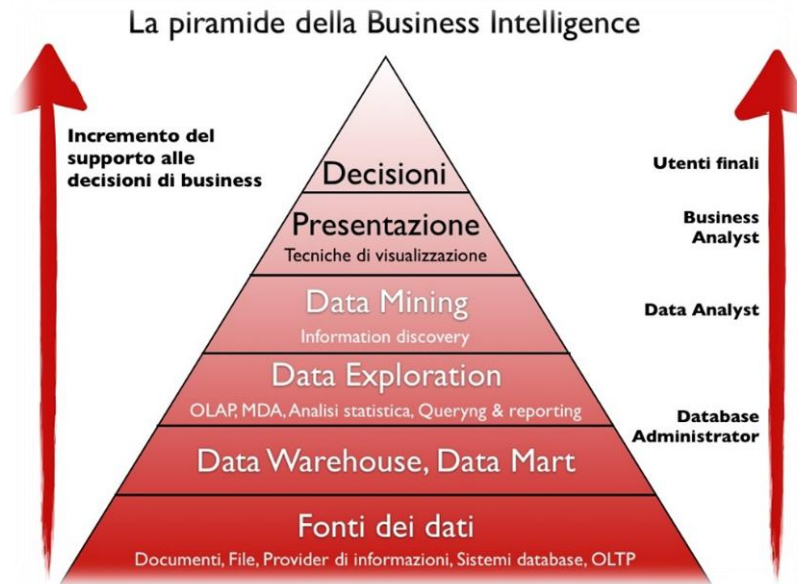 La piramide della Business Intelligence
Incremento del
supporto alle
decisioni di business
Decisioni
Presentazione
Tecniche di visualizzazione
Data Mining
Information discovery
Data Exploration
OLAP, MDA, Analisi statistica, Queryng & reporting
Data Warehouse, Data Mart
Fonti dei dati
Documenti, File, Provider di informazioni, Sistemi database, OLTP
Utenti finali
Business
Analyst
Data Analyst
Database
Administrator